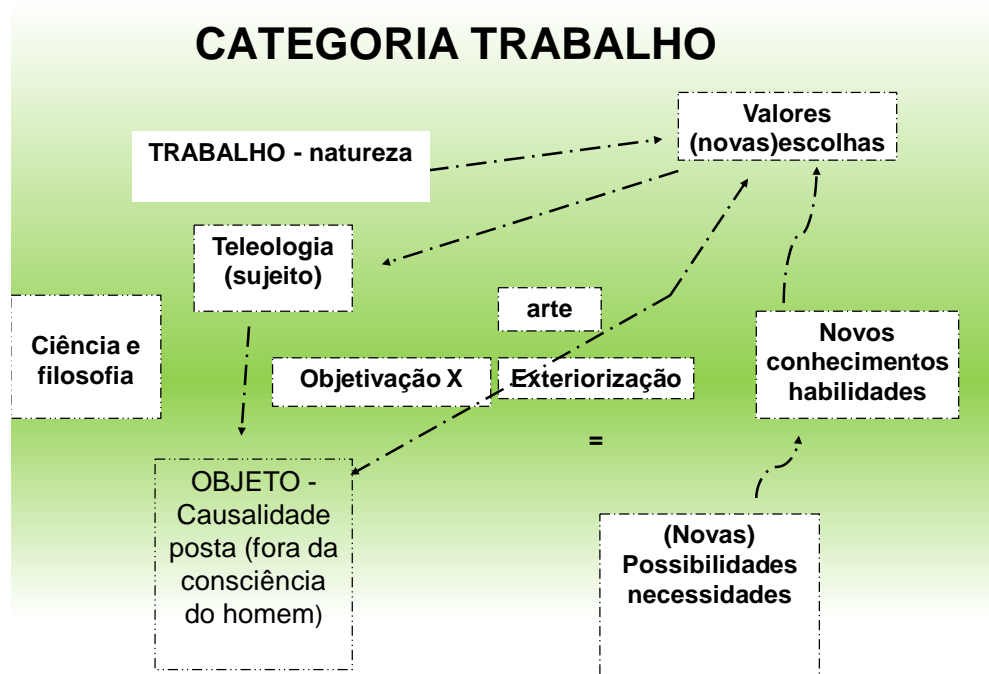 CATEGORIA TRABALHO
Valores
(novas)escolhas
TRABALHO - natureza
Teleologia
(sujeito)
arte
Ciência e
filosofia
Novos
conhecimentos
habilidades
Objetivação X
Exteriorização
=
OBJETO -
Causalidade
posta (fora da
consciência
do homem)
(Novas)
Possibilidades
necessidades